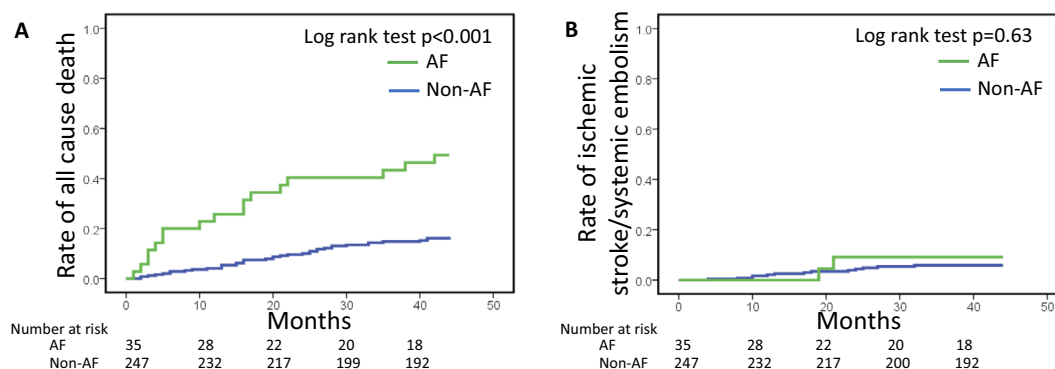 A
Log rank test p<0.001
AF
Non-AF
Rate of all cause death
1.0
0.8
0.6
0.4
0.2
0.0
0 10 20 30 40 50
Months
Number at risk
AF 35 28 22 20 18
Non-AF 247 232 217 199 192
B
Log rank test p=0.63
AF
Non-AF
Rate of ischemic
stroke/systemic embolism
1.0
0.8
0.6
0.4
0.2
0.0
0 10 20 30 40 50
Months
Number at risk
AF 35 28 22 20 18
Non-AF 247 232 217 200 192